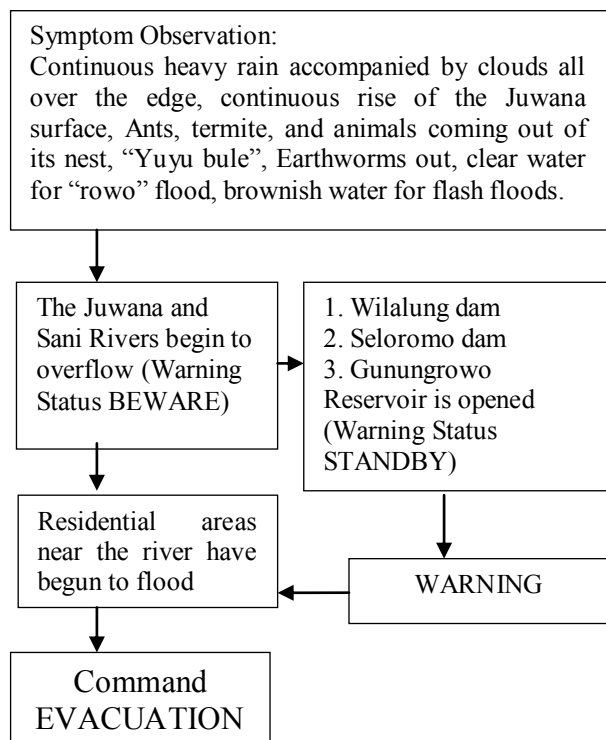 Symptom Observation:
Continuous heavy rain accompanied by clouds all
over the edge, continuous rise of the Juwana
surface, Ants, termite, and animals coming out of
its nest, “Yuyu bule”, Earthworms out, clear water
for “rowo” flood, brownish water for flash floods.
The Juwana and
Sani Rivers begin to
overflow (Warning
Status BEWARE)
1. Wilalung dam
2. Seloromo dam
3. Gunungrowo
Reservoir is opened
(Warning Status
STANDBY)
Residential areas
near the river have
begun to flood
WARNING
Command
EVACUATION